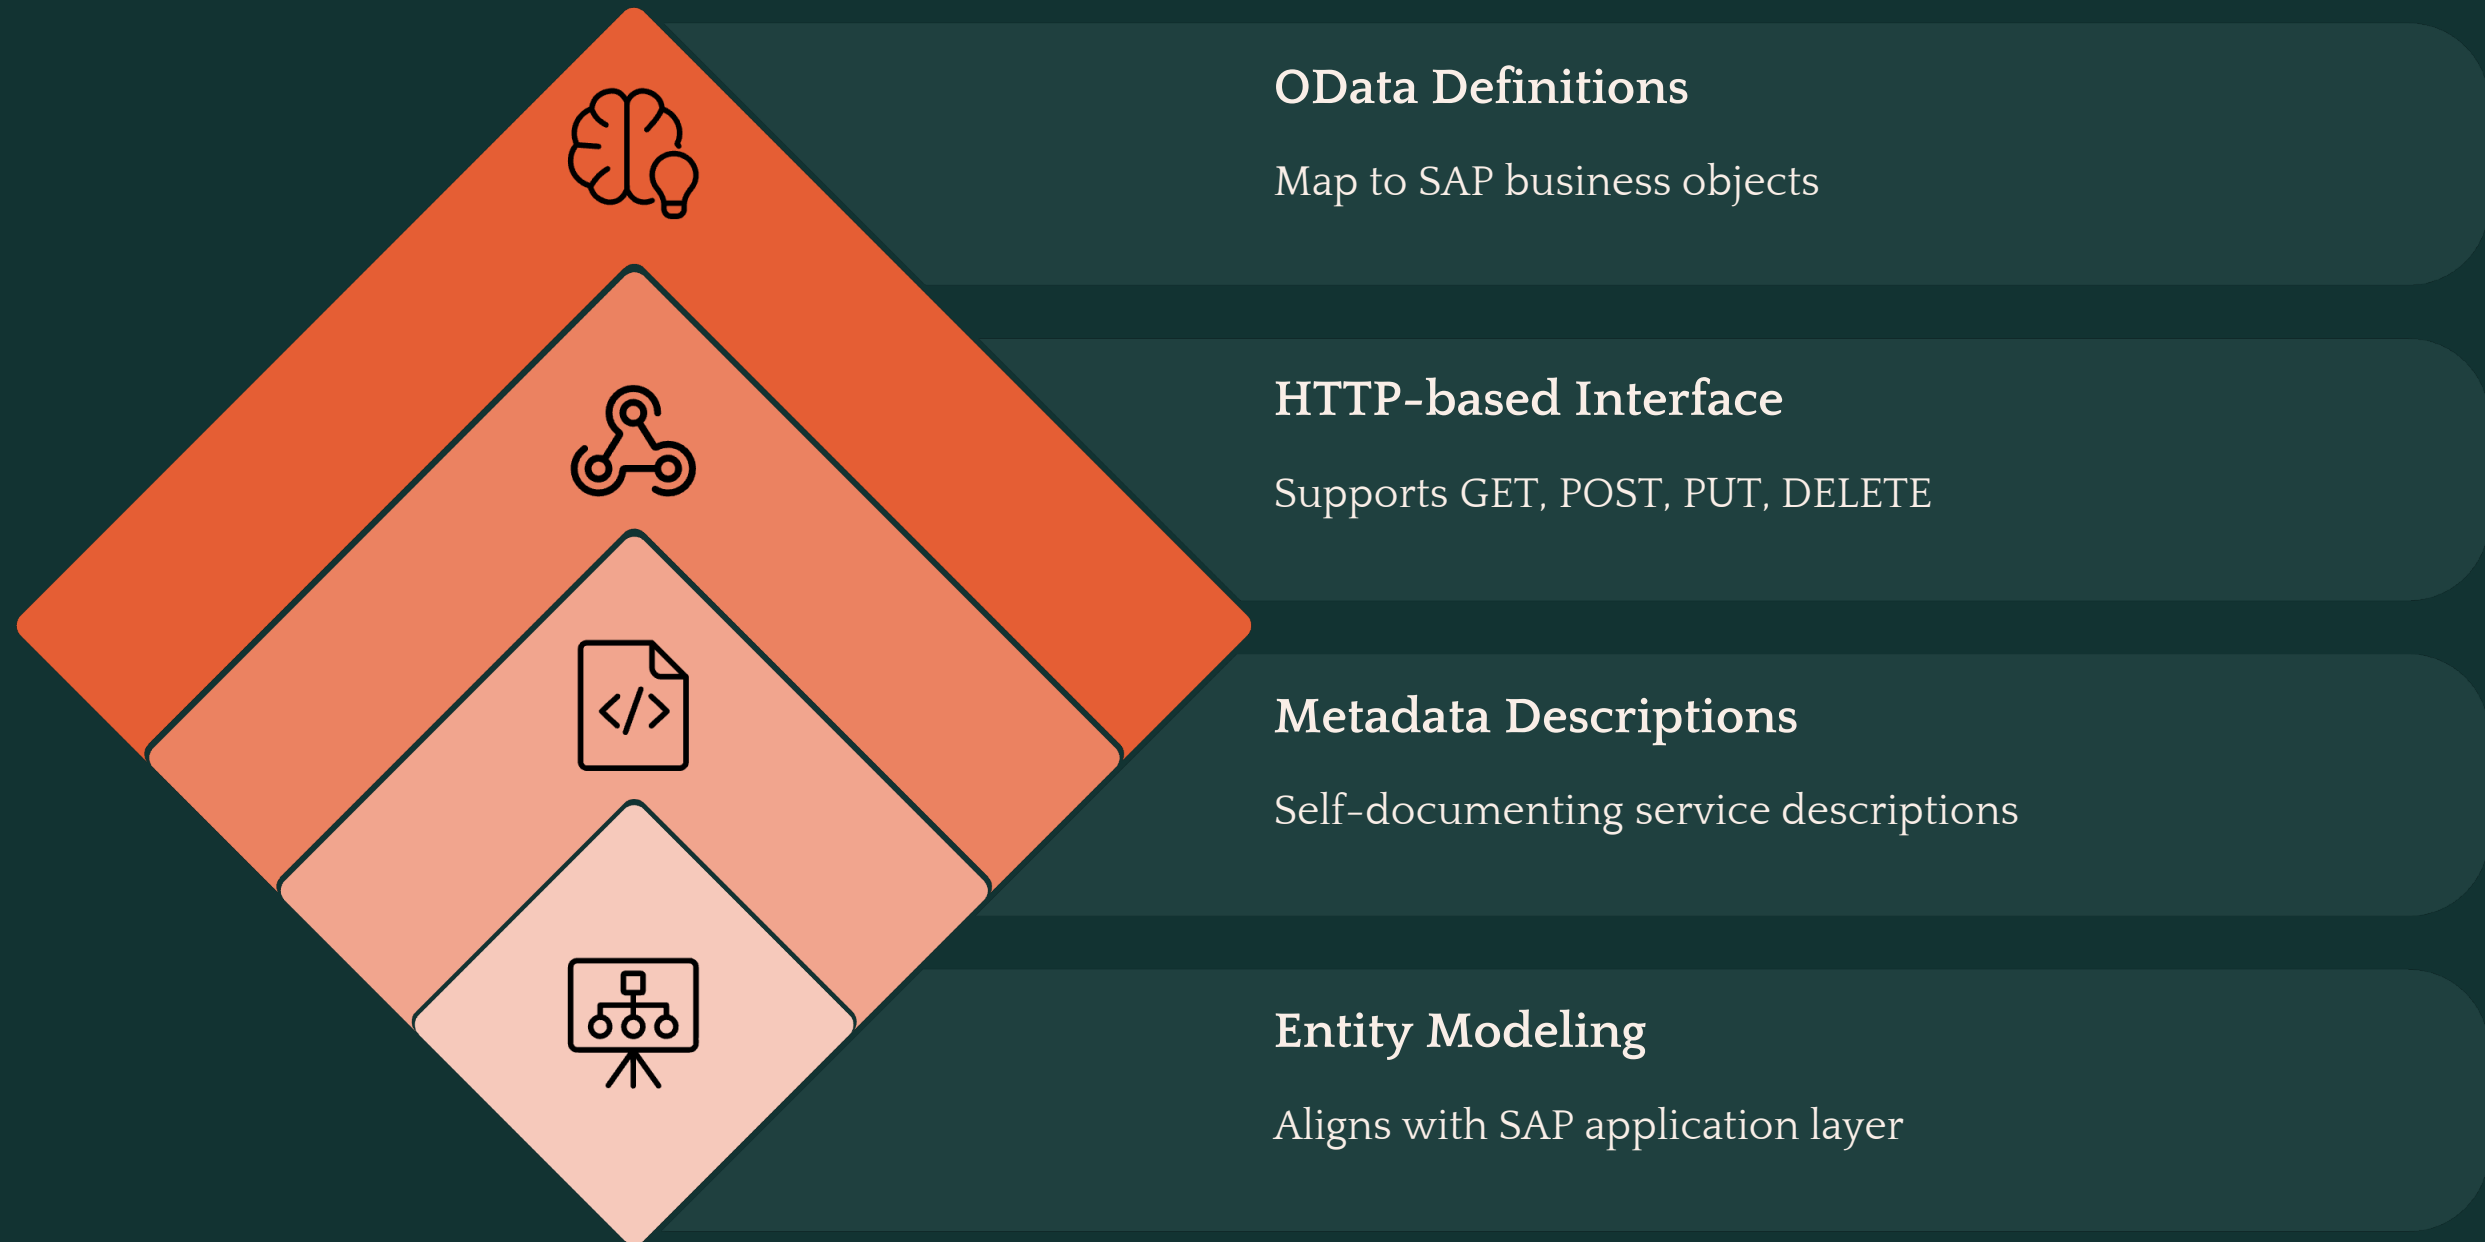 OData Definitions
Map to SAP business objects
HTTP-based Interface
Supports GET, POST, PUT, DELETE
Metadata Descriptions
Self-documenting service descriptions
Entity Modeling
Aligns with SAP application layer